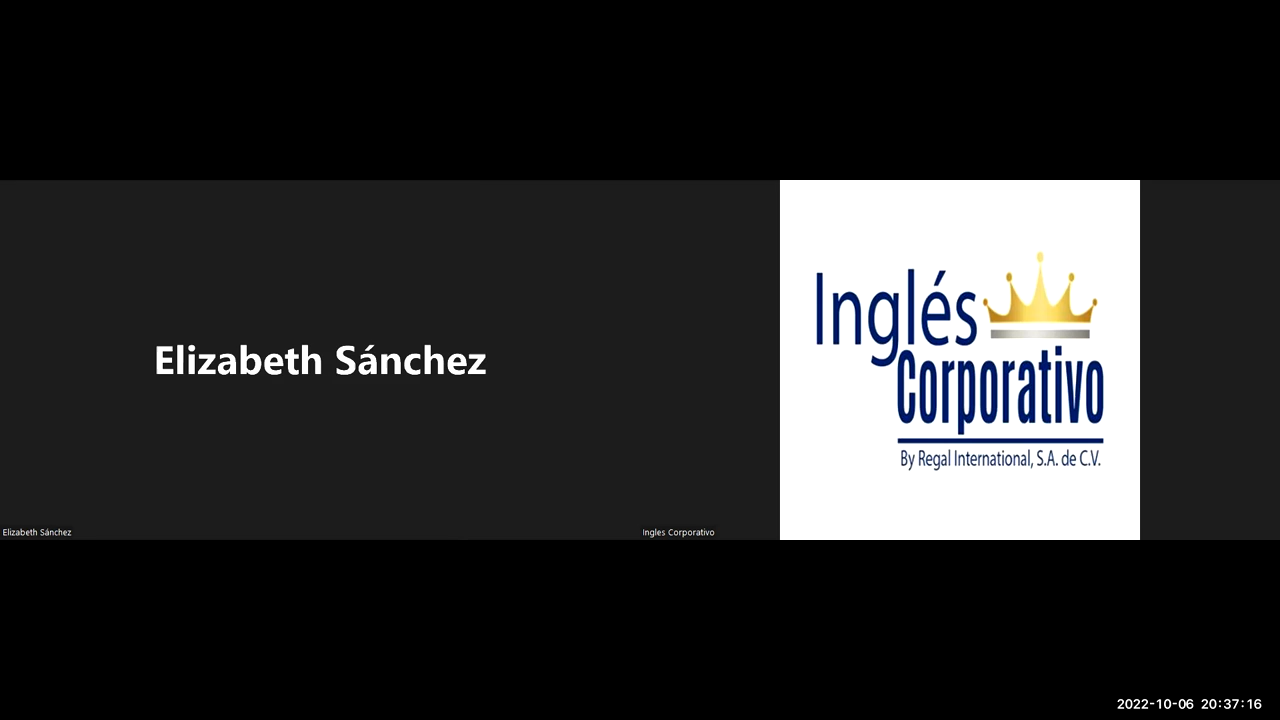 Elizabeth Sánchez
Inglés
Corporativo
By Regal International, S.A. de C.V.
Elizabeth Sánchez
Ingles Corporativo
2022-10-06 20:37:16